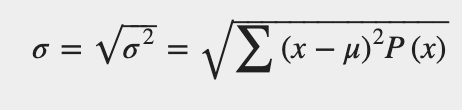 σ = √σ² = √∑ (x − μ)²P (x)